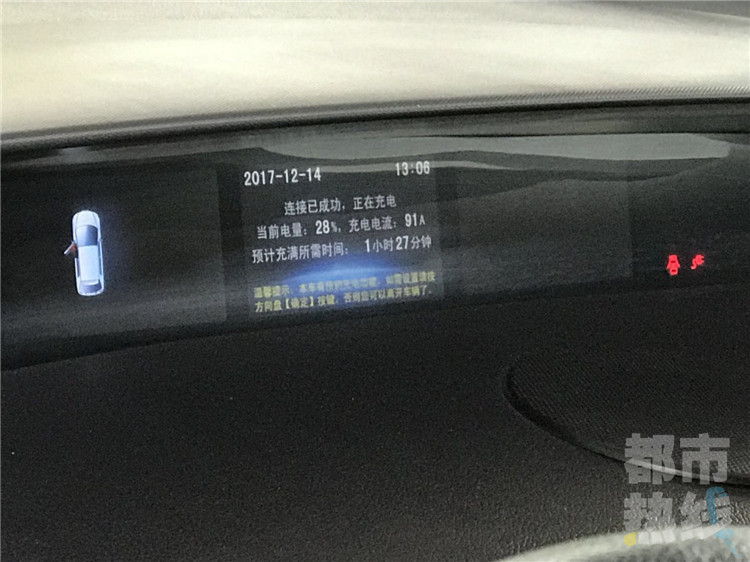 2017-12-14 13:06
连接已成功，正在充电
当前电量：28%，充电电流：91A
预计充满所需时间： 1小时27分钟
温馨提示：本车有预约充电功能，如需设置请按
方向盘【确定】按键，否则您可以离开车辆了。
都市
热线